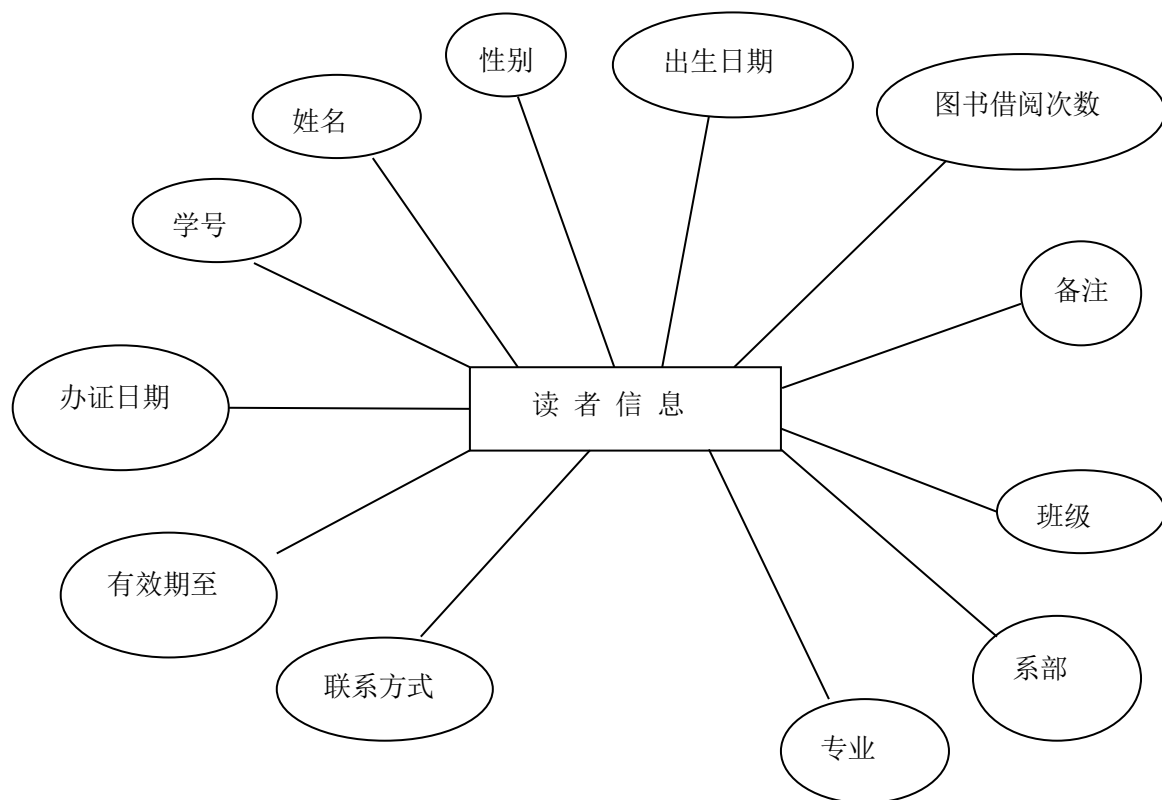 性别
出生日期
图书借阅次数
姓名
学号
备注
办证日期
读 者 信 息
班级
有效期至
联系方式
系部
专业